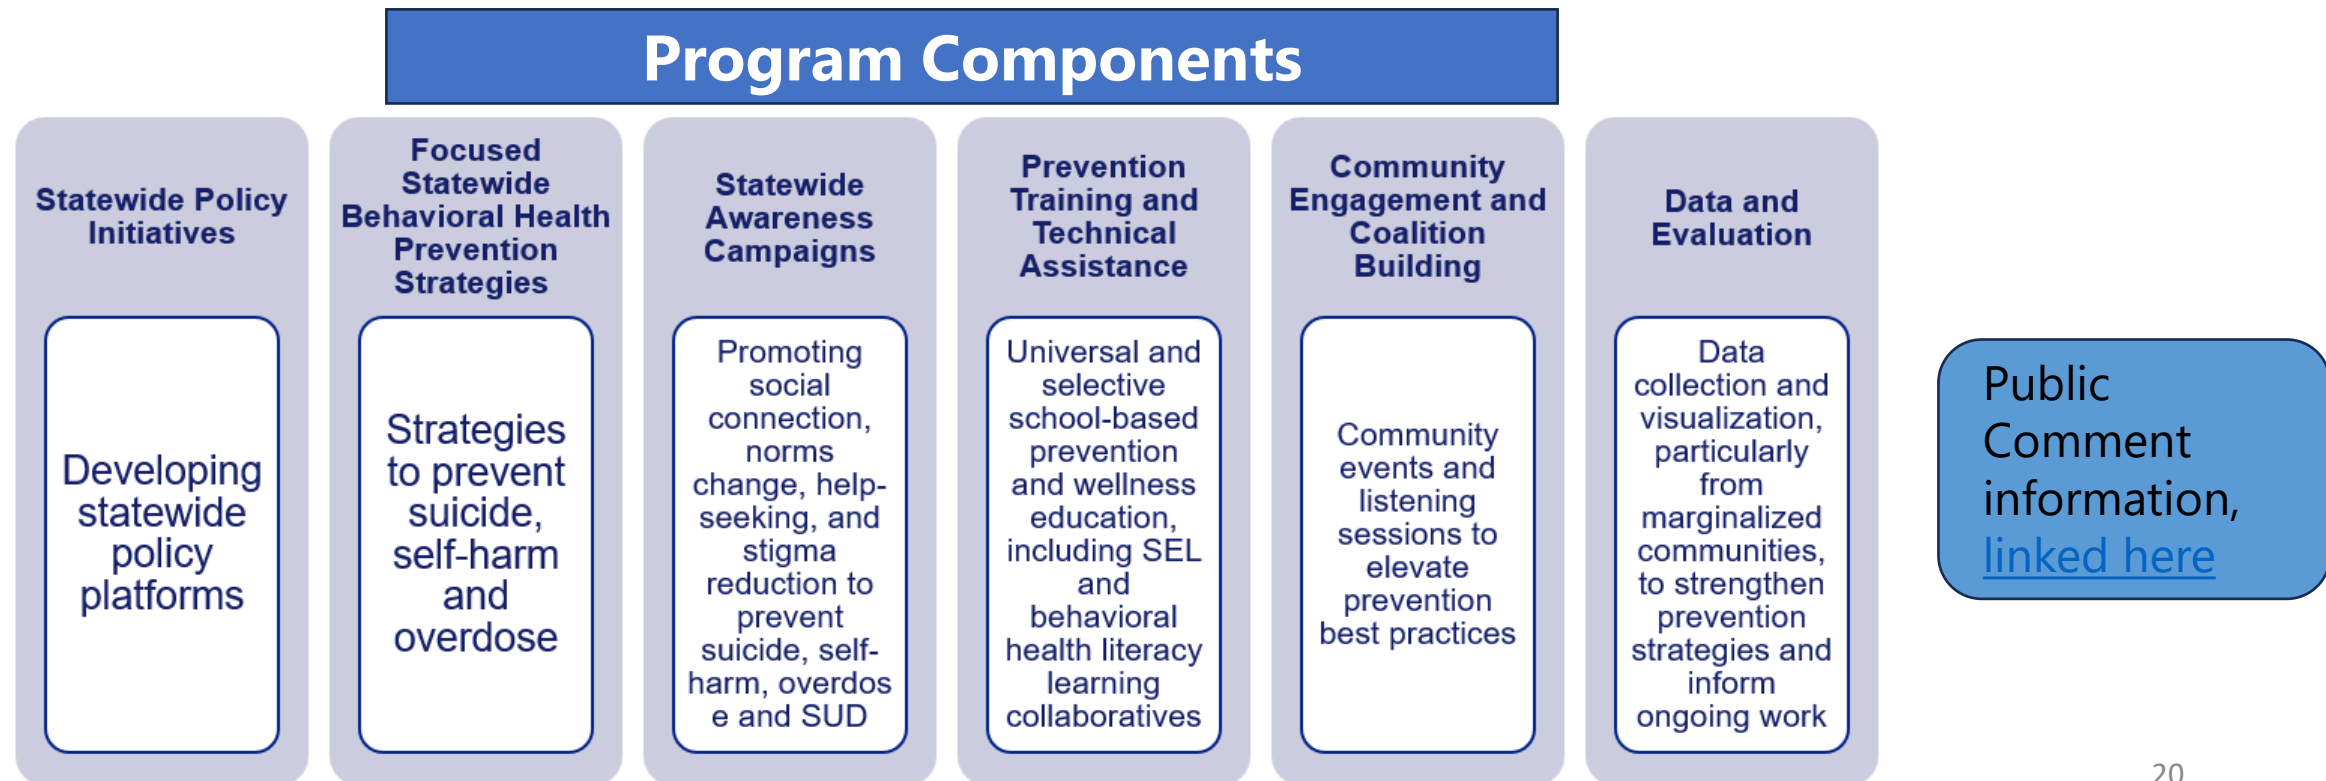 Program Components
Statewide Policy
Initiatives
Developing
statewide
policy
platforms
Focused
Statewide
Behavioral Health
Prevention
Strategies
Strategies
to prevent
suicide,
self-harm
and
overdose
Statewide
Awareness
Campaigns
Promoting
social
connection,
norms
change, help-
seeking, and
stigma
reduction to
prevent
suicide, self-
harm, overdos
e and SUD
Prevention
Training and
Technical
Assistance
Universal and
selective
school-based
prevention
and wellness
education,
including SEL
and
behavioral
health literacy
learning
collaboratives
Community
Engagement and
Coalition
Building
Community
events and
listening
sessions to
elevate
prevention
best practices
Data and
Evaluation
Data
collection and
visualization,
particularly
from
marginalized
communities,
to strengthen
prevention
strategies and
inform
ongoing work
Public
Comment
information,
linked here
20